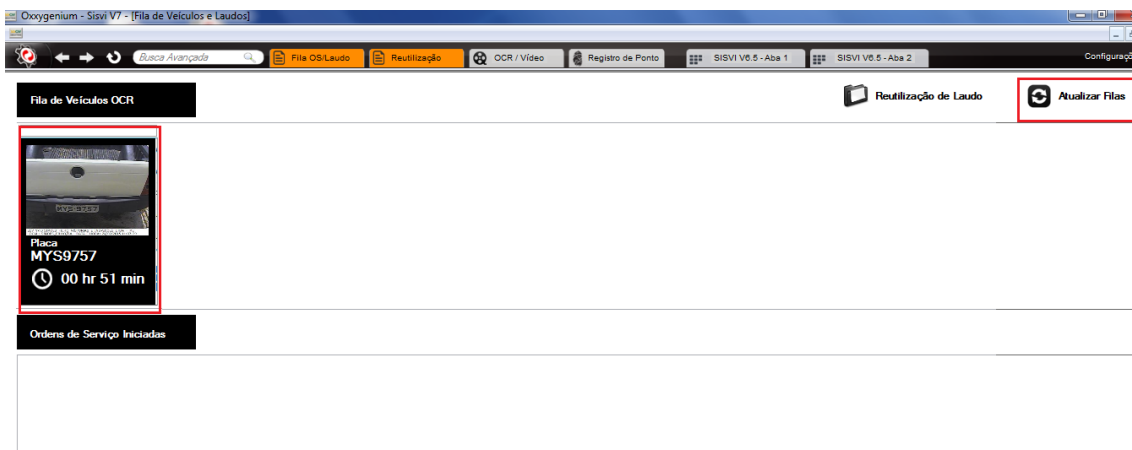 Oxxygenium - Sisvi V7 - [Fila de Veículos e Laudos]
Busca Avançada
Fila OS/Laudo
Reutilização
OCR / Vídeo
Registro de Ponto
SISVI V6.5 - Aba 1
SISVI V6.5 - Aba 2
Fila de Veículos OCR
Reutilização de Laudo
Atualizar Filas
MYS 9757
Placa
MYS9757
00 hr 51 min
Ordens de Serviço Iniciadas